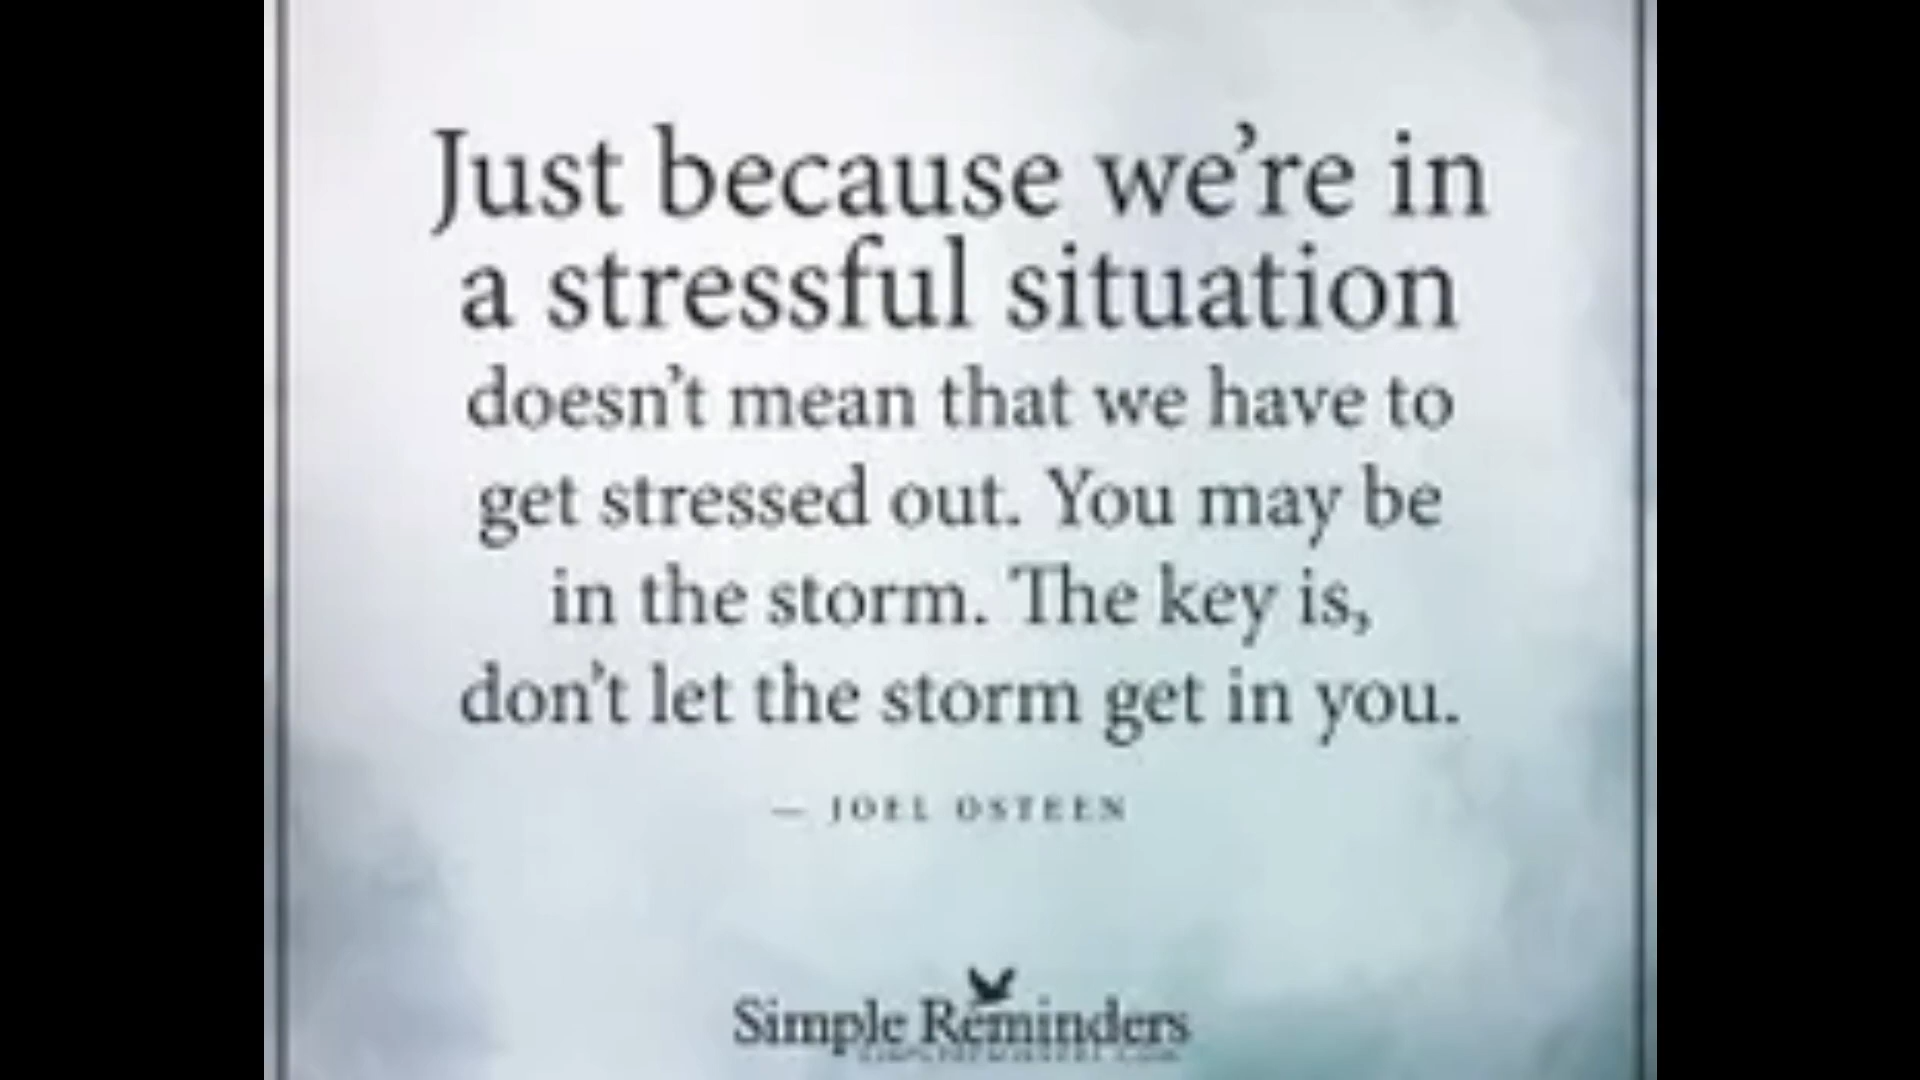 Just because we're in
a stressful situation
doesn't mean that we have to
get stressed out. You may be
in the storm. The key is,
don't let the storm get in you.
— JOEL OSTEEN
Simple Reminders